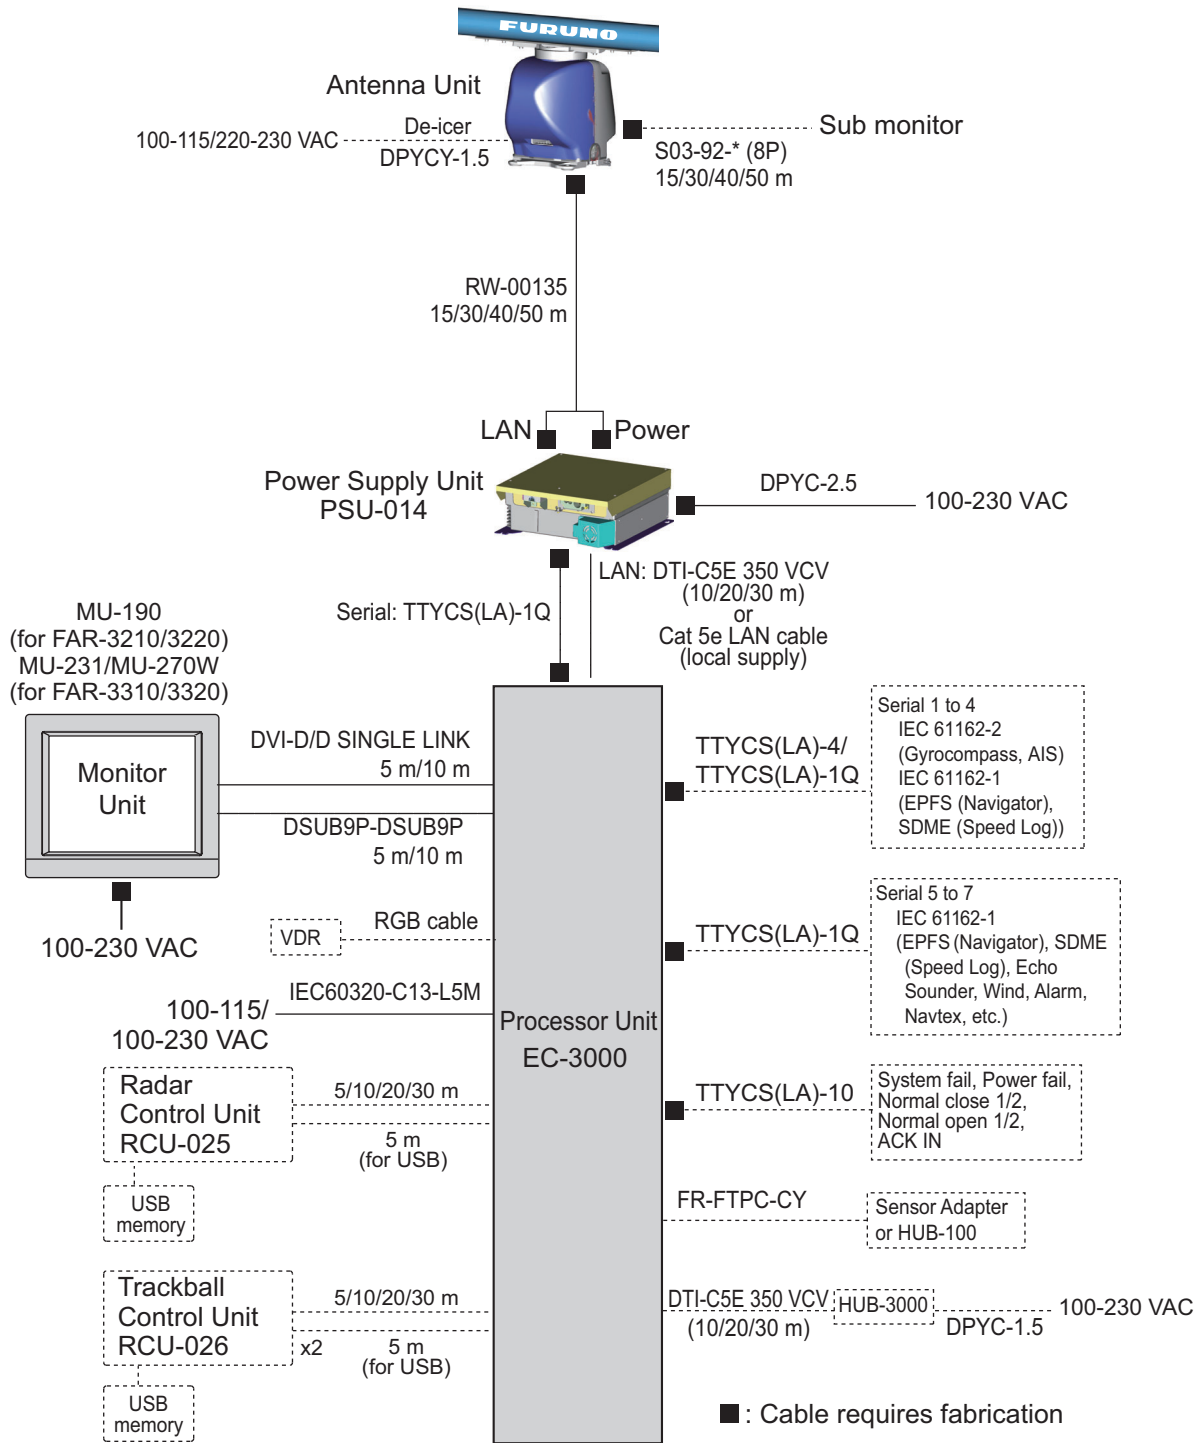 FURUNO
Antenna Unit
De-icer
100-115/220-230 VAC
DPYCY-1.5
Sub monitor
S03-92-* (8P)
15/30/40/50 m
RW-00135
15/30/40/50 m
LAN
Power
Power Supply Unit
PSU-014
DPYC-2.5
100-230 VAC
LAN: DTI-C5E 350 VCV
(10/20/30 m)
or
Cat 5e LAN cable
(local supply)
Serial: TTYCS(LA)-1Q
MU-190
(for FAR-3210/3220)
MU-231/MU-270W
(for FAR-3310/3320)
Monitor
Unit
DVI-D/D SINGLE LINK
5 m/10 m
DSUB9P-DSUB9P
5 m/10 m
100-230 VAC
VDR
RGB cable
IEC60320-C13-L5M
100-115/
100-230 VAC
Processor Unit
EC-3000
Radar
Control Unit
RCU-025
5/10/20/30 m
5 m
(for USB)
USB
memory
Trackball
Control Unit
RCU-026
x2
5/10/20/30 m
5 m
(for USB)
USB
memory
TTYCS(LA)-4/
TTYCS(LA)-1Q
Serial 1 to 4
IEC 61162-2
(Gyrocompass, AIS)
IEC 61162-1
(EPFS (Navigator),
SDME (Speed Log))
TTYCS(LA)-1Q
Serial 5 to 7
IEC 61162-1
(EPFS (Navigator), SDME
(Speed Log), Echo
Sounder, Wind, Alarm,
Navtex, etc.)
TTYCS(LA)-10
System fail, Power fail,
Normal close 1/2,
Normal open 1/2,
ACK IN
FR-FTPC-CY
Sensor Adapter
or HUB-100
DTI-C5E 350 VCV
(10/20/30 m)
HUB-3000
DPYC-1.5
100-230 VAC
: Cable requires fabrication